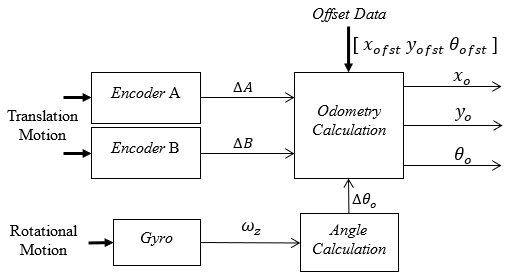 Offset Data
[ x_ofst y_ofst θ_ofst ]
Translation
Motion
Encoder A
ΔA
Encoder B
ΔB
Odometry
Calculation
x_o
y_o
θ_o
Δθ_o
Rotational
Motion
Gyro
ω_z
Angle
Calculation